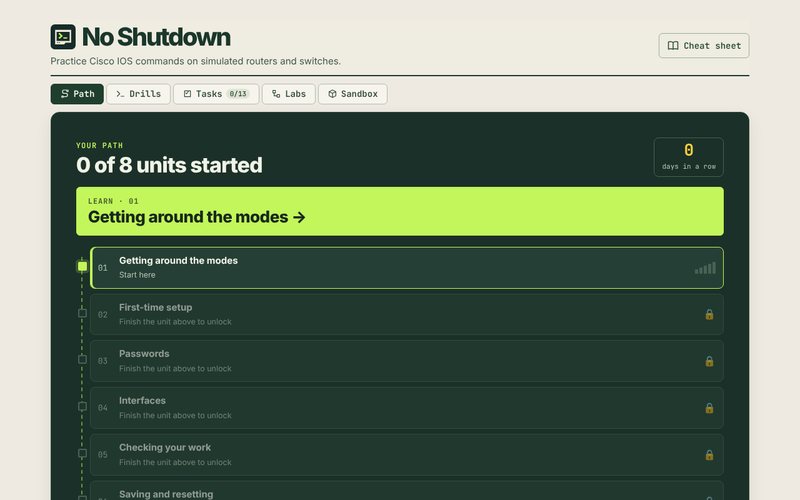 No Shutdown
Practice Cisco IOS commands on simulated routers and switches.
Cheat sheet
Path
Drills
Tasks 0/13
Labs
Sandbox
YOUR PATH
0 of 8 units started
0
days in a row
LEARN · 01
Getting around the modes →
01
Getting around the modes
Start here
02
First-time setup
Finish the unit above to unlock
03
Passwords
Finish the unit above to unlock
04
Interfaces
Finish the unit above to unlock
05
Checking your work
Finish the unit above to unlock
Saving and resetting